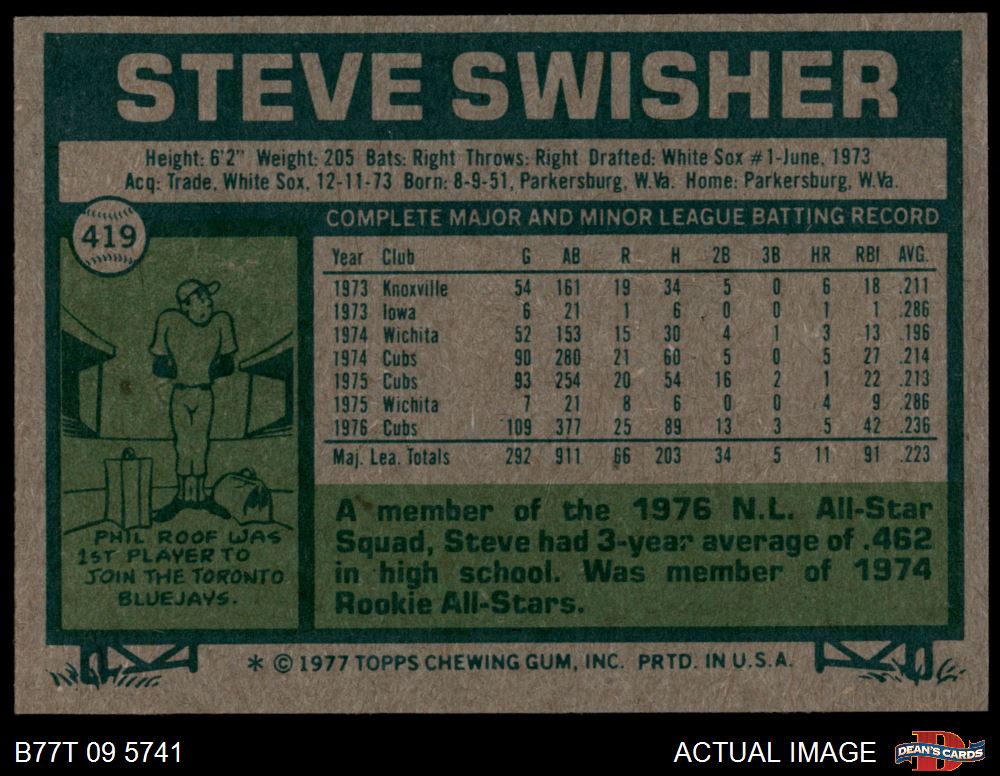 STEVE SWISHER
Height: 6'2" Weight: 205 Bats: Right Throws: Right Drafted: White Sox #1-June, 1973
Acq: Trade, White Sox, 12-11-73 Born: 8-9-51, Parkersburg, W.Va. Home: Parkersburg, W.Va.
419
COMPLETE MAJOR AND MINOR LEAGUE BATTING RECORD
Year Club G AB R H 2B 3B HR RBI AVG.
1973 Knoxville 54 161 19 34 5 0 6 18 .211
1973 Iowa 6 21 1 6 0 0 1 1 .286
1974 Wichita 52 153 15 30 4 1 3 13 .196
1974 Cubs 90 280 21 60 5 0 5 27 .214
1975 Cubs 93 254 20 54 16 2 1 22 .213
1975 Wichita 7 21 8 6 0 0 4 9 .286
1976 Cubs 109 377 25 89 13 3 5 42 .236
Maj. Lea. Totals 292 911 66 203 34 5 11 91 .223
PHIL ROOF WAS
1ST PLAYER TO
JOIN THE TORONTO
BLUEJAYS.
A member of the 1976 N.L. All-Star
Squad, Steve had 3-year average of .462
in high school. Was member of 1974
Rookie All-Stars.
* © 1977 TOPPS CHEWING GUM, INC. PRTD. IN U.S.A.
B77T 09 5741
ACTUAL IMAGE
DEAN'S CARDS